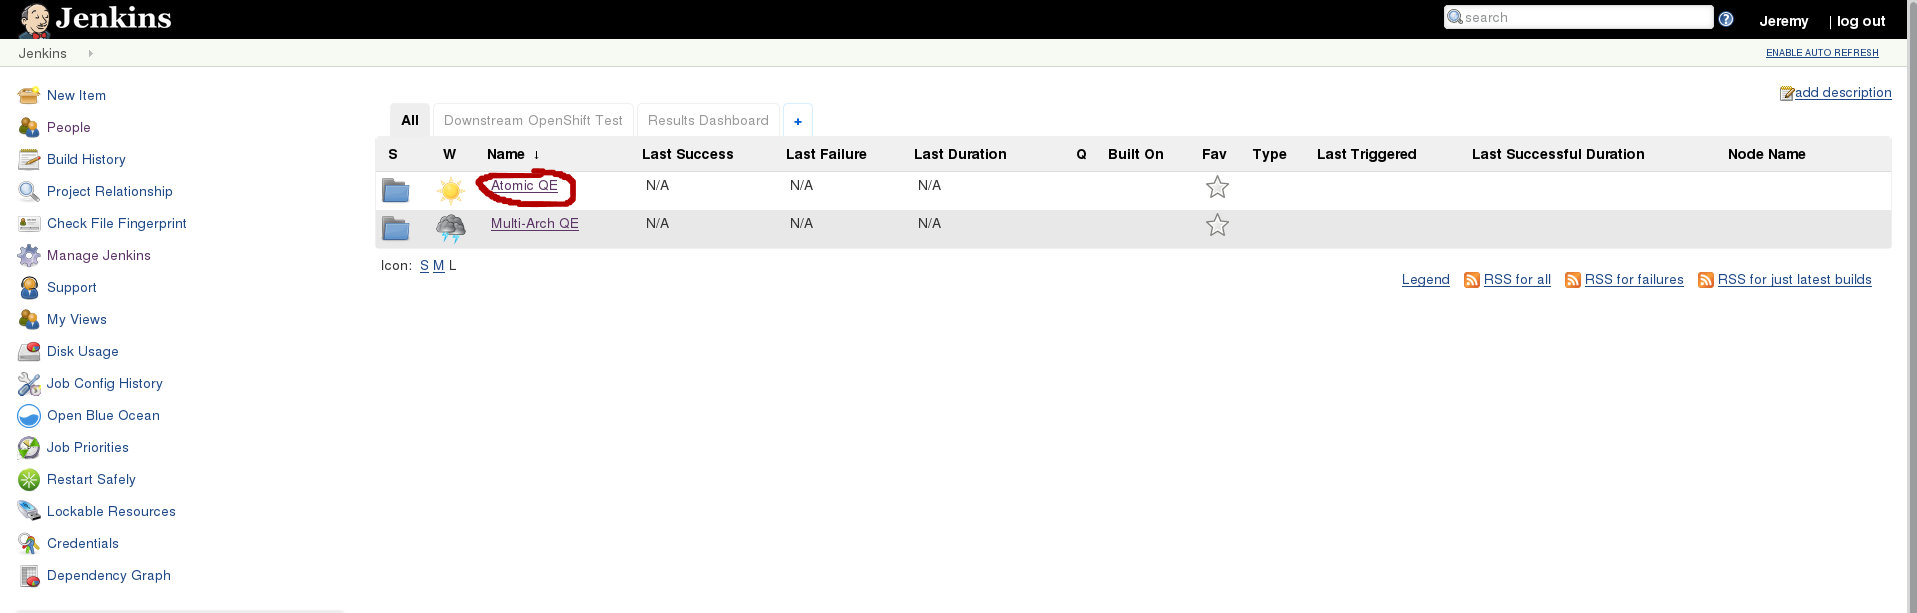 Jenkins
search
Jeremy | log out
Jenkins
ENABLE AUTO REFRESH
New Item
People
Build History
Project Relationship
Check File Fingerprint
Manage Jenkins
Support
My Views
Disk Usage
Job Config History
Open Blue Ocean
Job Priorities
Restart Safely
Lockable Resources
Credentials
Dependency Graph
add description
All Downstream OpenShift Test Results Dashboard +
S W Name ↓ Last Success Last Failure Last Duration Q Built On Fav Type Last Triggered Last Successful Duration Node Name
Atomic QE N/A N/A N/A
Multi-Arch QE N/A N/A N/A
Icon: S M L
Legend RSS for all RSS for failures RSS for just latest builds